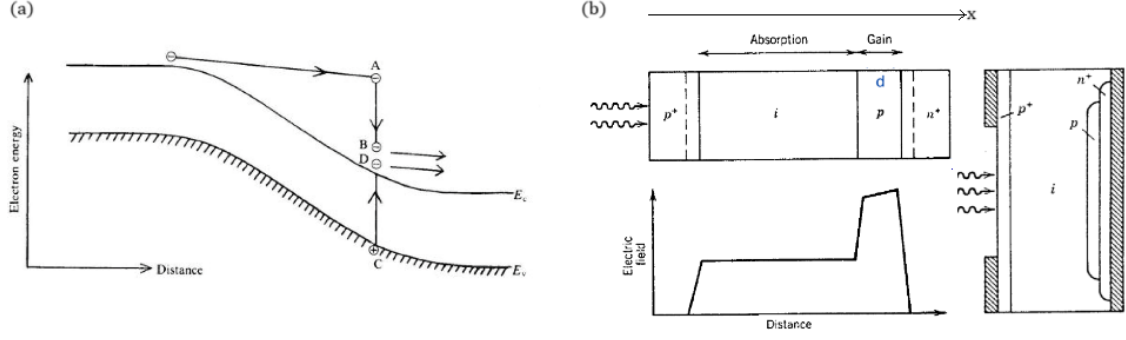 (a)
Electron energy
A
B
D
C
E_c
E_v
Distance
(b)
x
Absorption
Gain
d
p⁺
i
p
n⁺
Electric
field
Distance
n⁺
p⁺
p
i